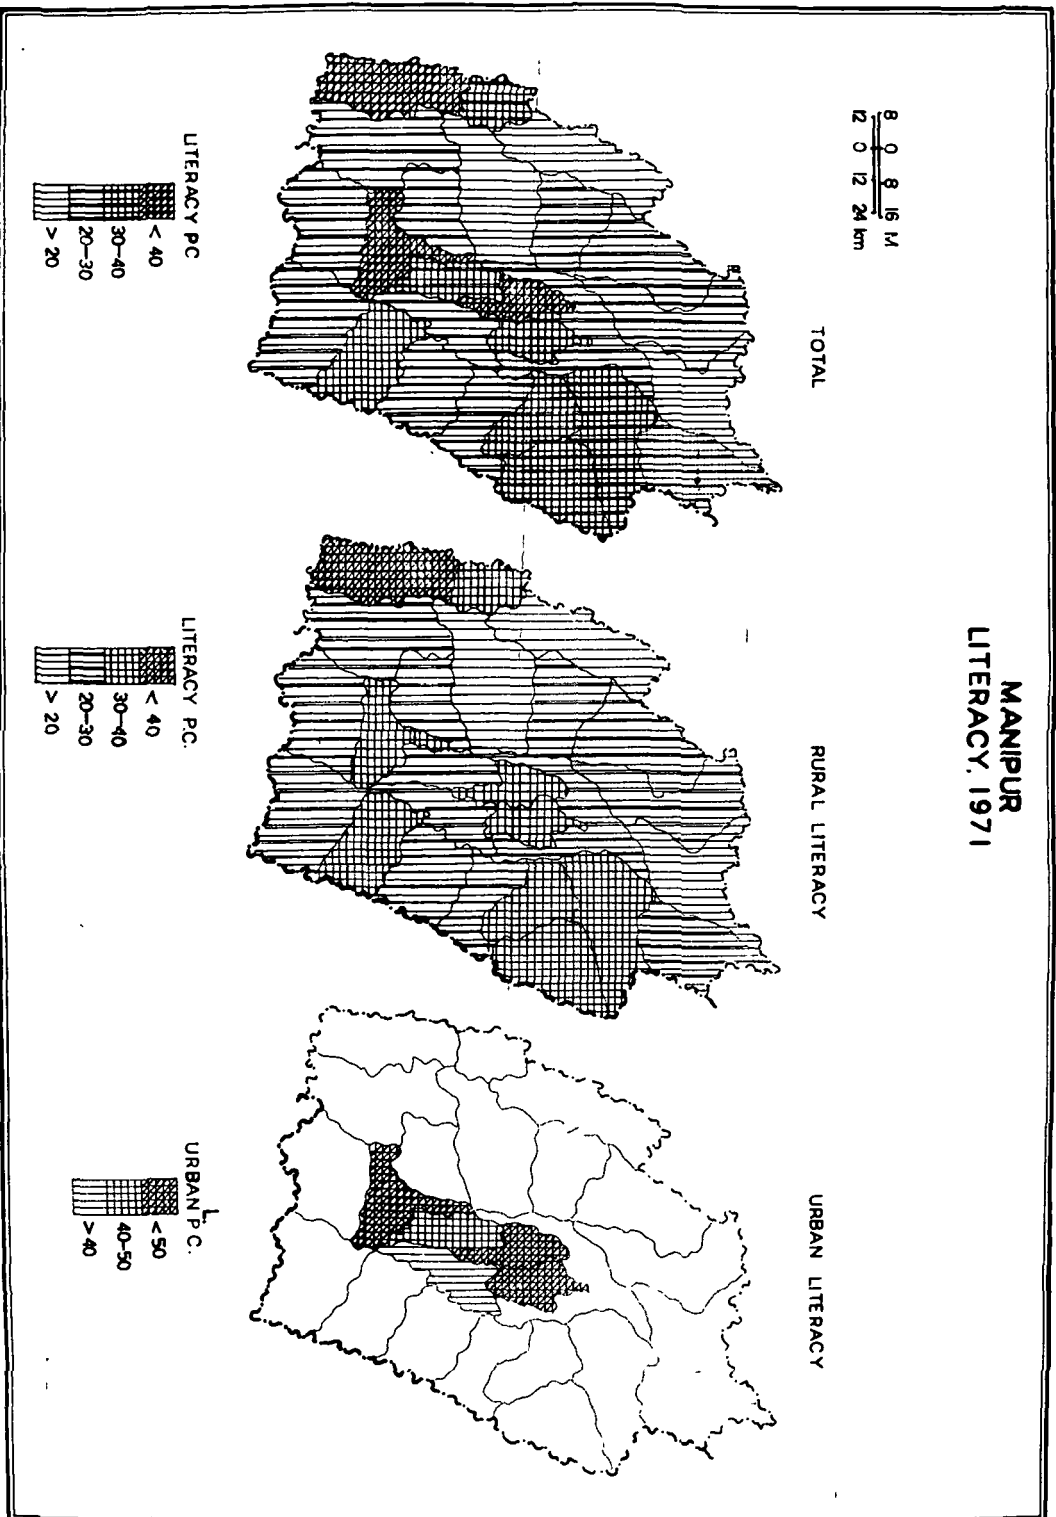 MANIPUR
LITERACY, 1971
8 0 8 16 M
12 0 12 24 km
TOTAL
RURAL LITERACY
URBAN LITERACY
LITERACY PC
< 40
30-40
20-30
> 20
LITERACY P.C.
< 40
30-40
20-30
> 20
URBAN L P.C.
< 50
40-50
> 40